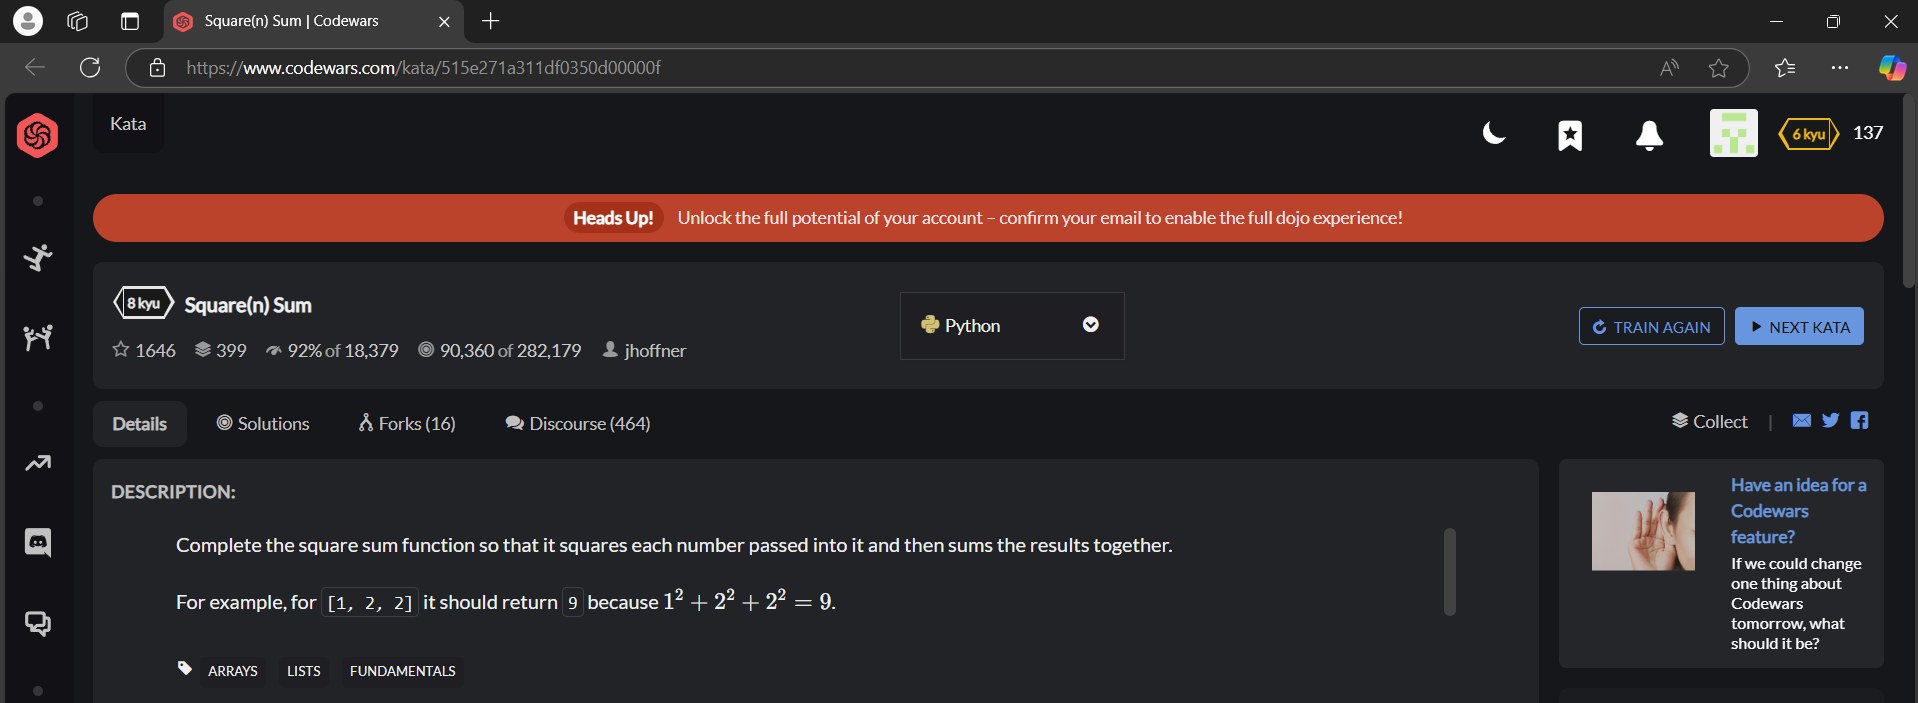 Square(n) Sum | Codewars
https://www.codewars.com/kata/515e271a311df0350d00000f
Kata
6 kyu 137
Heads Up! Unlock the full potential of your account – confirm your email to enable the full dojo experience!
8 kyu Square(n) Sum
1646 399 92% of 18,379 90,360 of 282,179 jhoffner
Python
TRAIN AGAIN NEXT KATA
Details Solutions Forks (16) Discourse (464)
Collect |
DESCRIPTION:
Complete the square sum function so that it squares each number passed into it and then sums the results together.
For example, for [1, 2, 2] it should return 9 because 1² + 2² + 2² = 9.
ARRAYS LISTS FUNDAMENTALS
Have an idea for a
Codewars
feature?
If we could change
one thing about
Codewars
tomorrow, what
should it be?